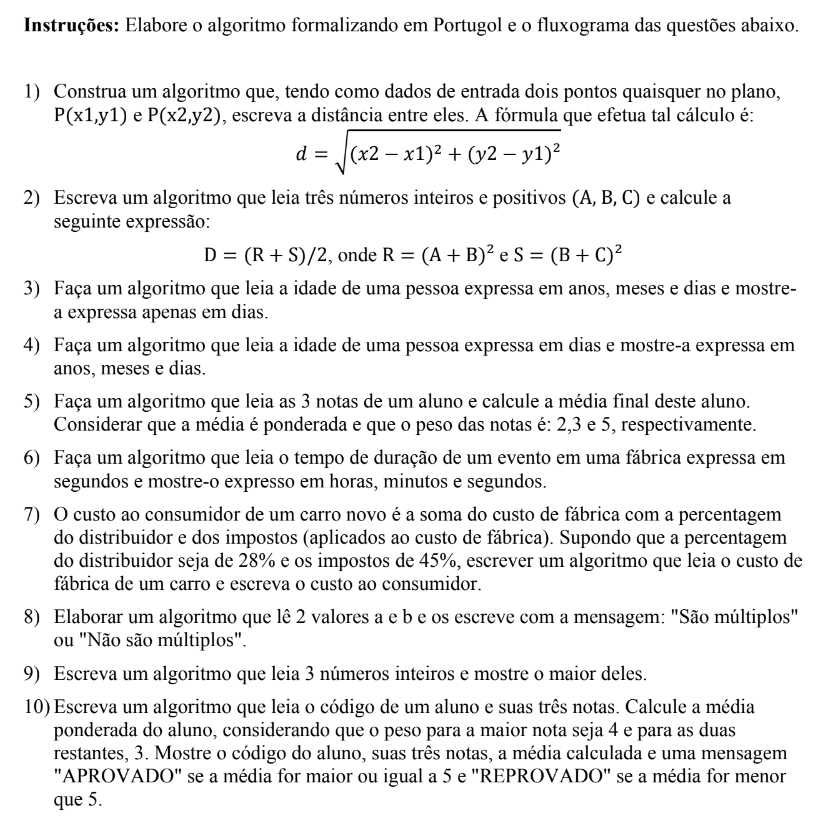 Instruções: Elabore o algoritmo formalizando em Portugol e o fluxograma das questões abaixo.
1) Construa um algoritmo que, tendo como dados de entrada dois pontos quaisquer no plano,
P(x1,y1) e P(x2,y2), escreva a distância entre eles. A fórmula que efetua tal cálculo é:
d = √(x2 − x1)² + (y2 − y1)²
2) Escreva um algoritmo que leia três números inteiros e positivos (A, B, C) e calcule a
seguinte expressão:
D = (R + S)/2, onde R = (A + B)² e S = (B + C)²
3) Faça um algoritmo que leia a idade de uma pessoa expressa em anos, meses e dias e mostre-
a expressa apenas em dias.
4) Faça um algoritmo que leia a idade de uma pessoa expressa em dias e mostre-a expressa em
anos, meses e dias.
5) Faça um algoritmo que leia as 3 notas de um aluno e calcule a média final deste aluno.
Considerar que a média é ponderada e que o peso das notas é: 2,3 e 5, respectivamente.
6) Faça um algoritmo que leia o tempo de duração de um evento em uma fábrica expressa em
segundos e mostre-o expresso em horas, minutos e segundos.
7) O custo ao consumidor de um carro novo é a soma do custo de fábrica com a percentagem
do distribuidor e dos impostos (aplicados ao custo de fábrica). Supondo que a percentagem
do distribuidor seja de 28% e os impostos de 45%, escrever um algoritmo que leia o custo de
fábrica de um carro e escreva o custo ao consumidor.
8) Elaborar um algoritmo que lê 2 valores a e b e os escreve com a mensagem: "São múltiplos"
ou "Não são múltiplos".
9) Escreva um algoritmo que leia 3 números inteiros e mostre o maior deles.
10) Escreva um algoritmo que leia o código de um aluno e suas três notas. Calcule a média
ponderada do aluno, considerando que o peso para a maior nota seja 4 e para as duas
restantes, 3. Mostre o código do aluno, suas três notas, a média calculada e uma mensagem
"APROVADO" se a média for maior ou igual a 5 e "REPROVADO" se a média for menor
que 5.